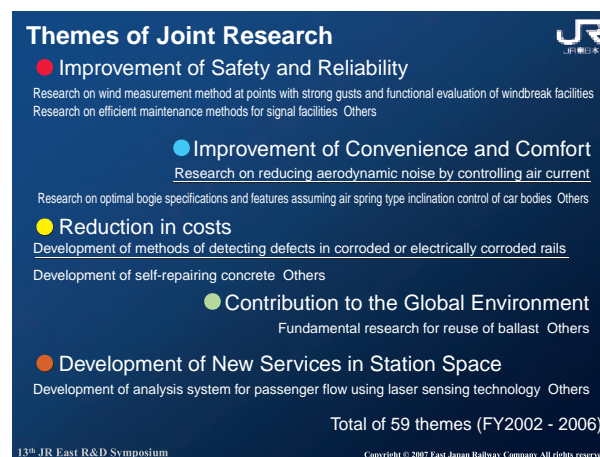 Themes of Joint Research
JR
JR東日本
Improvement of Safety and Reliability
Research on wind measurement method at points with strong gusts and functional evaluation of windbreak facilities
Research on efficient maintenance methods for signal facilities Others
Improvement of Convenience and Comfort
Research on reducing aerodynamic noise by controlling air current
Research on optimal bogie specifications and features assuming air spring type inclination control of car bodies Others
Reduction in costs
Development of methods of detecting defects in corroded or electrically corroded rails
Development of self-repairing concrete Others
Contribution to the Global Environment
Fundamental research for reuse of ballast Others
Development of New Services in Station Space
Development of analysis system for passenger flow using laser sensing technology Others
Total of 59 themes (FY2002 - 2006)
13th JR East R&D Symposium
Copyright © 2007 East Japan Railway Company All rights reserve